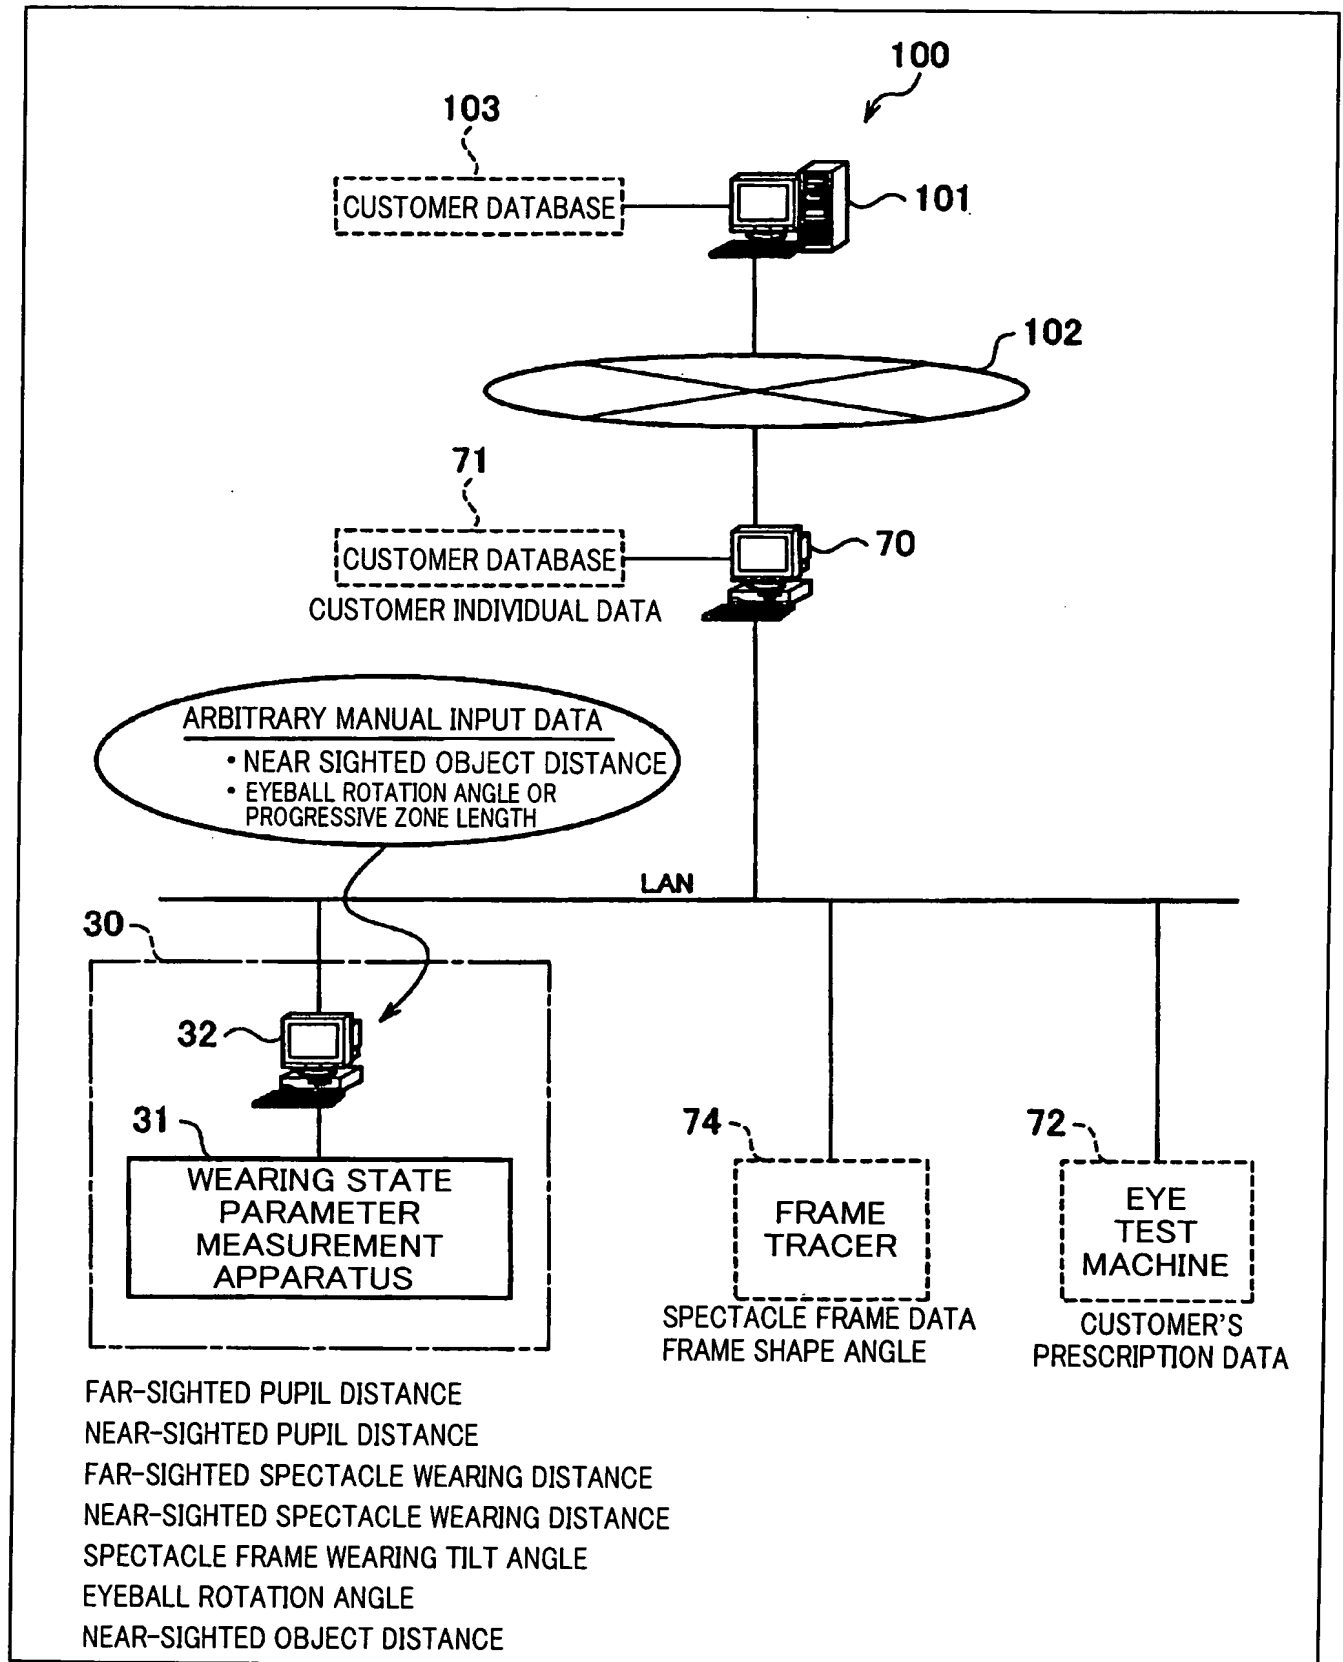 100
103
CUSTOMER DATABASE
101
102
71
CUSTOMER DATABASE
70
CUSTOMER INDIVIDUAL DATA
ARBITRARY MANUAL INPUT DATA
• NEAR SIGHTED OBJECT DISTANCE
• EYEBALL ROTATION ANGLE OR
PROGRESSIVE ZONE LENGTH
LAN
30
32
31
WEARING STATE
PARAMETER
MEASUREMENT
APPARATUS
74
FRAME
TRACER
SPECTACLE FRAME DATA
FRAME SHAPE ANGLE
72
EYE
TEST
MACHINE
CUSTOMER'S
PRESCRIPTION DATA
FAR-SIGHTED PUPIL DISTANCE
NEAR-SIGHTED PUPIL DISTANCE
FAR-SIGHTED SPECTACLE WEARING DISTANCE
NEAR-SIGHTED SPECTACLE WEARING DISTANCE
SPECTACLE FRAME WEARING TILT ANGLE
EYEBALL ROTATION ANGLE
NEAR-SIGHTED OBJECT DISTANCE